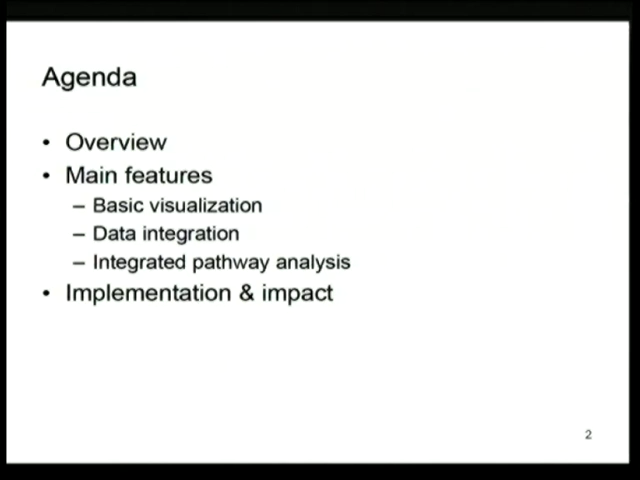 Agenda
• Overview
• Main features
– Basic visualization
– Data integration
– Integrated pathway analysis
• Implementation & impact
2